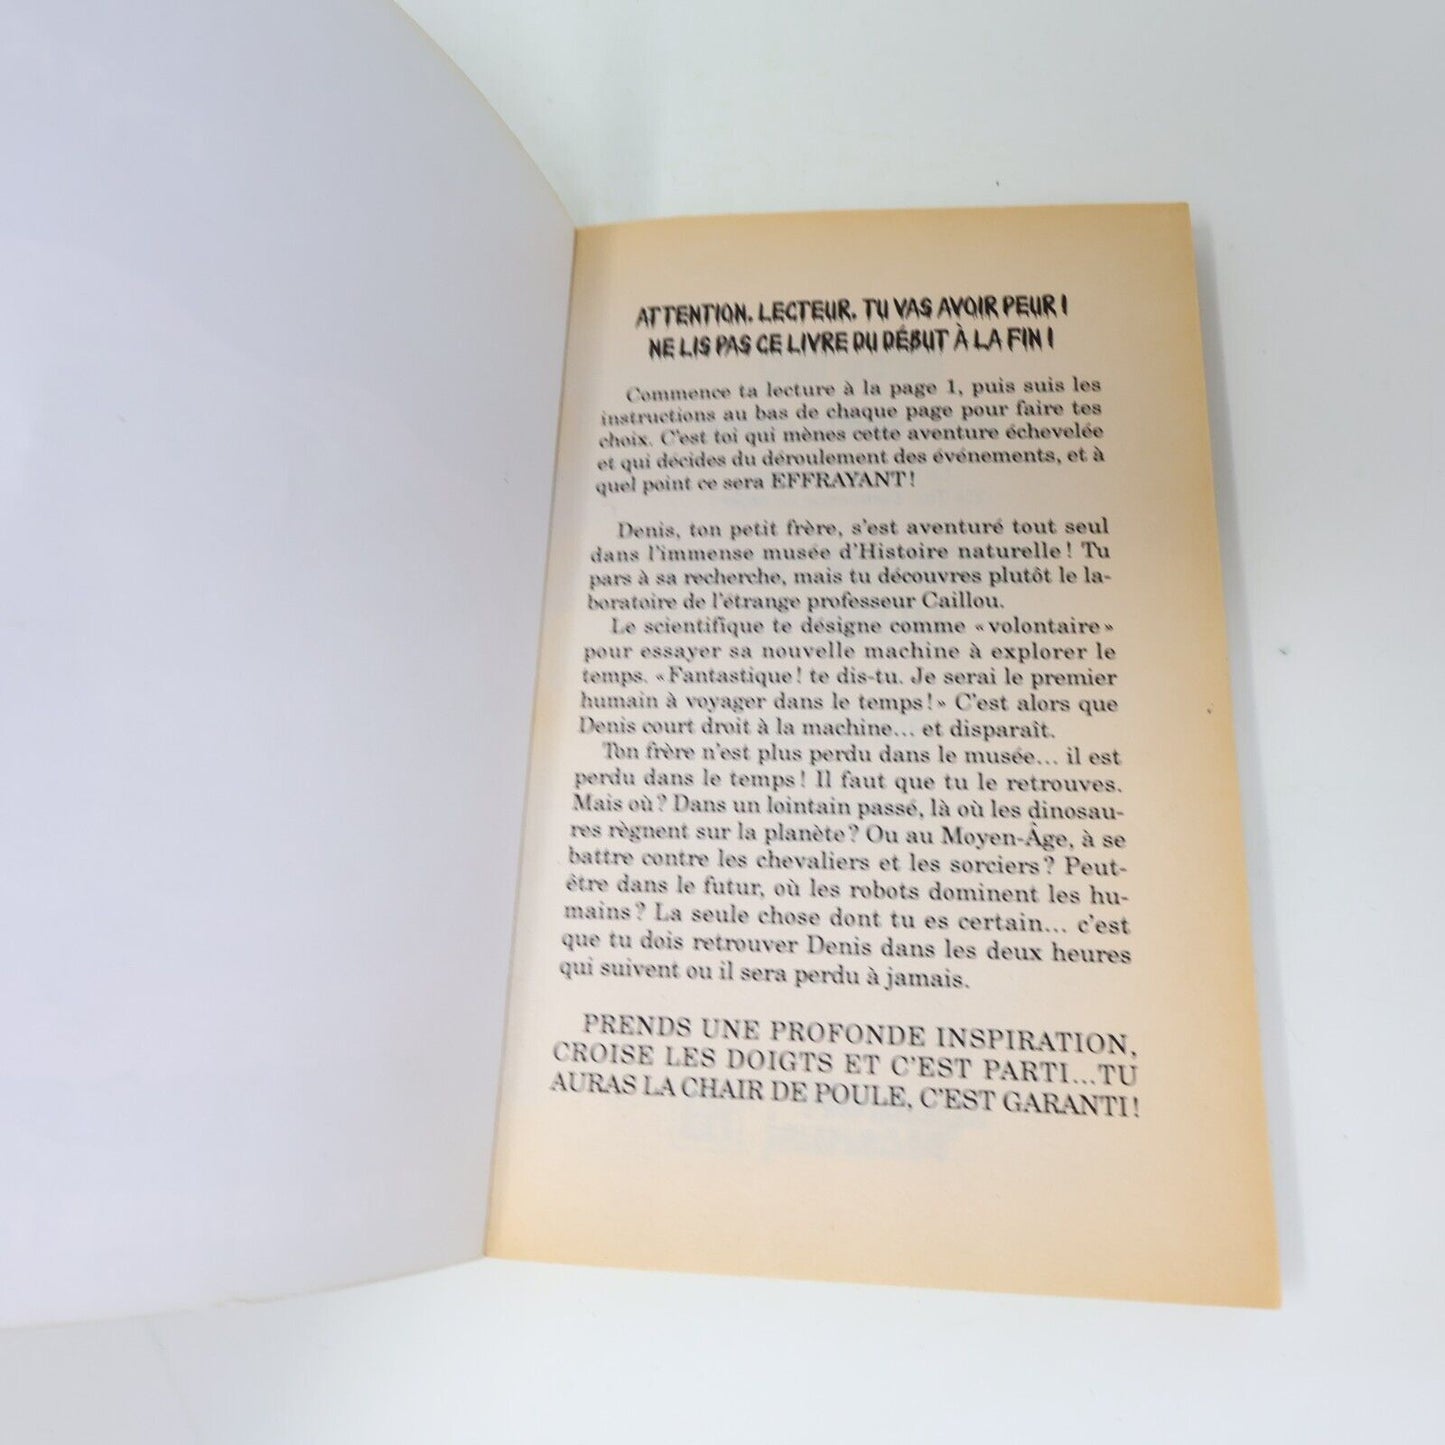 ATTENTION, LECTEUR, TU VAS AVOIR PEUR !
NE LIS PAS CE LIVRE DU DÉBUT À LA FIN !
Commence ta lecture à la page 1, puis suis les
instructions au bas de chaque page pour faire tes
choix. C'est toi qui mènes cette aventure échevelée
et qui décides du déroulement des événements, et à
quel point ce sera EFFRAYANT !
Denis, ton petit frère, s'est aventuré tout seul
dans l'immense musée d'Histoire naturelle ! Tu
pars à sa recherche, mais tu découvres plutôt le la-
boratoire de l'étrange professeur Caillou.
Le scientifique te désigne comme « volontaire »
pour essayer sa nouvelle machine à explorer le
temps. « Fantastique ! te dis-tu. Je serai le premier
humain à voyager dans le temps ! » C'est alors que
Denis court droit à la machine... et disparaît.
Ton frère n'est plus perdu dans le musée... il est
perdu dans le temps ! Il faut que tu le retrouves.
Mais où ? Dans un lointain passé, là où les dinosau-
res règnent sur la planète ? Ou au Moyen-Âge, à se
battre contre les chevaliers et les sorciers ? Peut-
être dans le futur, où les robots dominent les hu-
mains ? La seule chose dont tu es certain... c'est
que tu dois retrouver Denis dans les deux heures
qui suivent ou il sera perdu à jamais.
PRENDS UNE PROFONDE INSPIRATION,
CROISE LES DOIGTS ET C'EST PARTI...TU
AURAS LA CHAIR DE POULE, C'EST GARANTI !